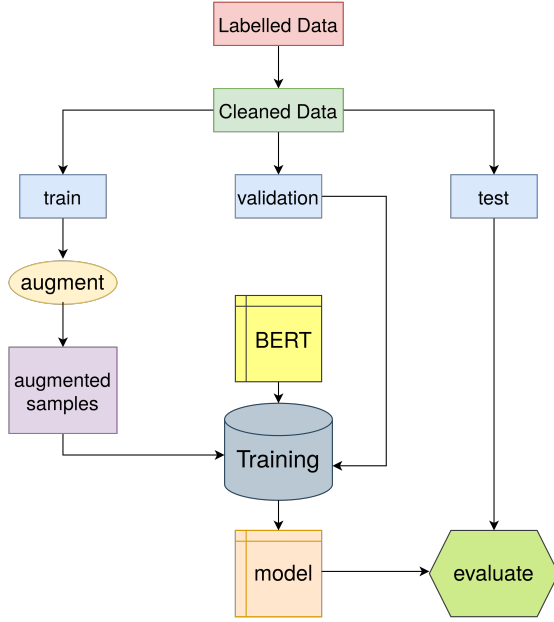 Labelled Data
Cleaned Data
train
validation
test
augment
BERT
augmented
samples
Training
model
evaluate